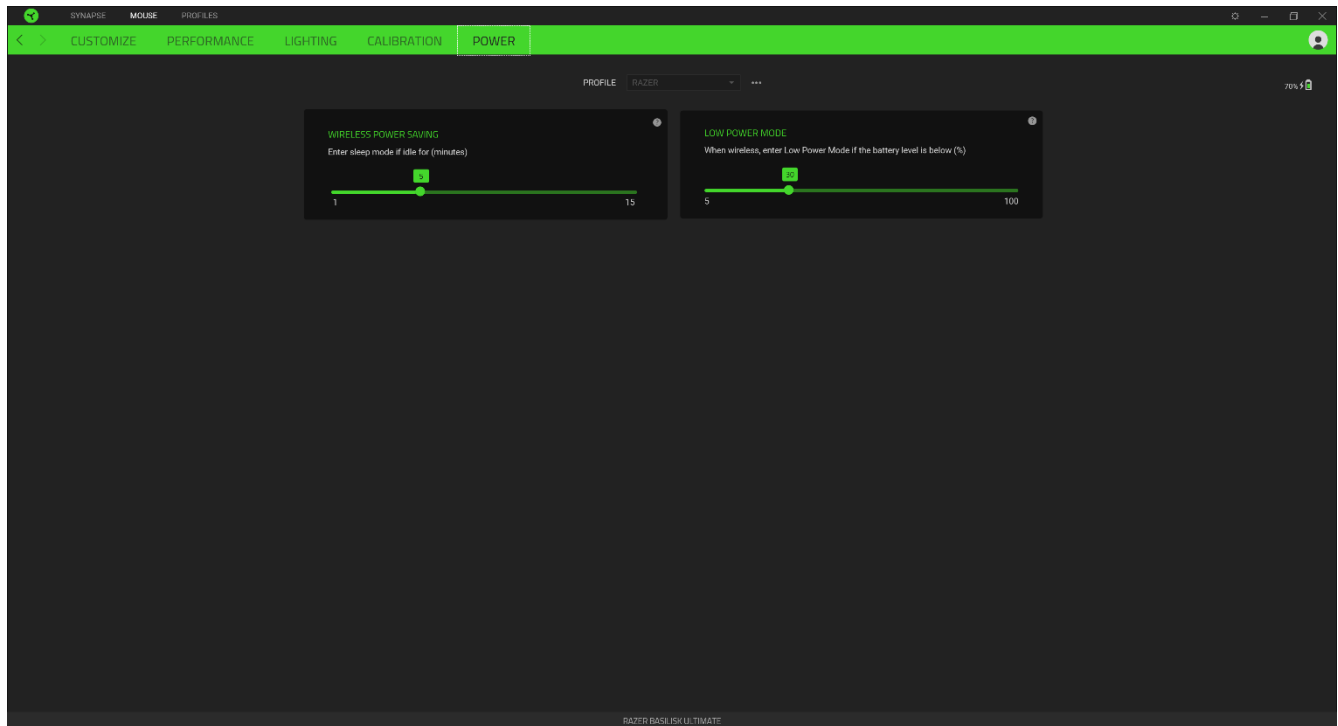 SYNAPSE MOUSE PROFILES
CUSTOMIZE PERFORMANCE LIGHTING CALIBRATION POWER
PROFILE RAZER
70%
WIRELESS POWER SAVING
Enter sleep mode if idle for (minutes)
5
1 15
LOW POWER MODE
When wireless, enter Low Power Mode if the battery level is below (%)
30
5 100
RAZER BASILISK ULTIMATE